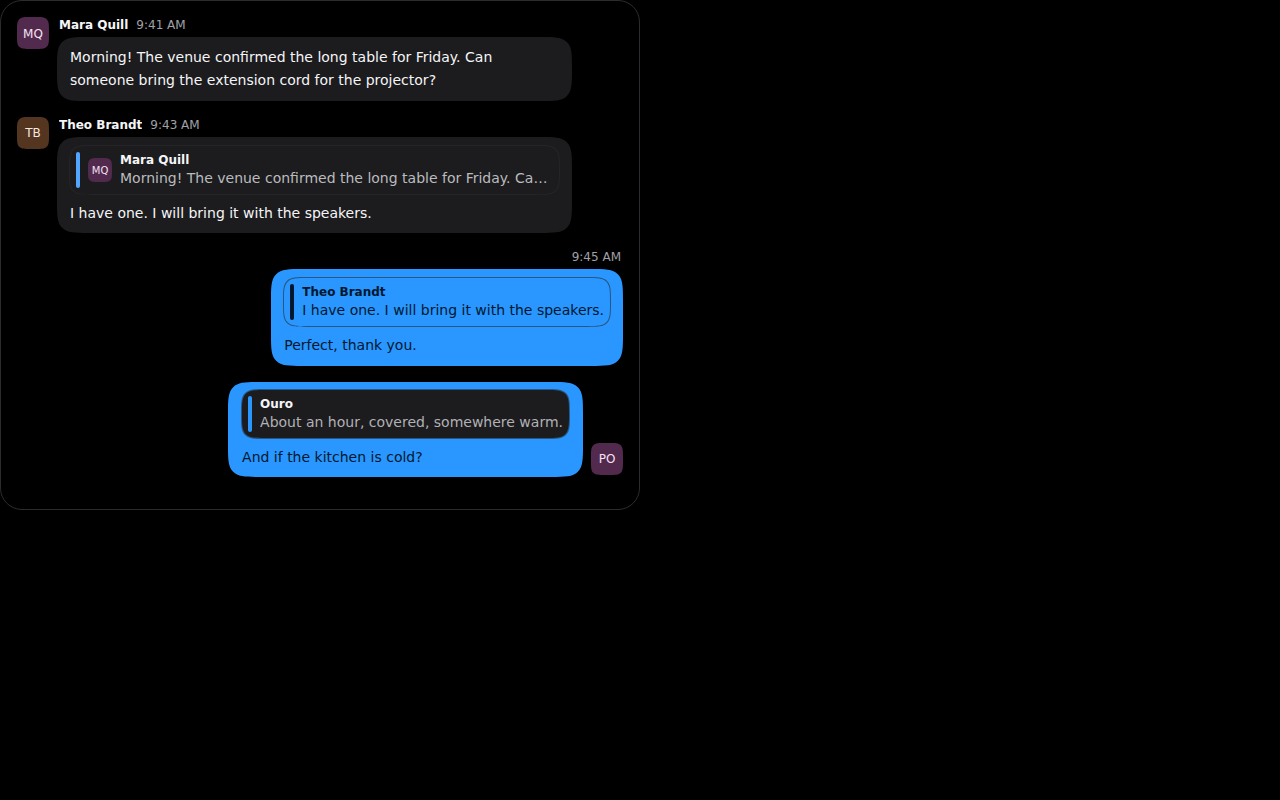 MQ
Mara Quill 9:41 AM
Morning! The venue confirmed the long table for Friday. Can
someone bring the extension cord for the projector?
TB
Theo Brandt 9:43 AM
MQ
Mara Quill
Morning! The venue confirmed the long table for Friday. Ca…
I have one. I will bring it with the speakers.
9:45 AM
Theo Brandt
I have one. I will bring it with the speakers.
Perfect, thank you.
Ouro
About an hour, covered, somewhere warm.
And if the kitchen is cold?
PO